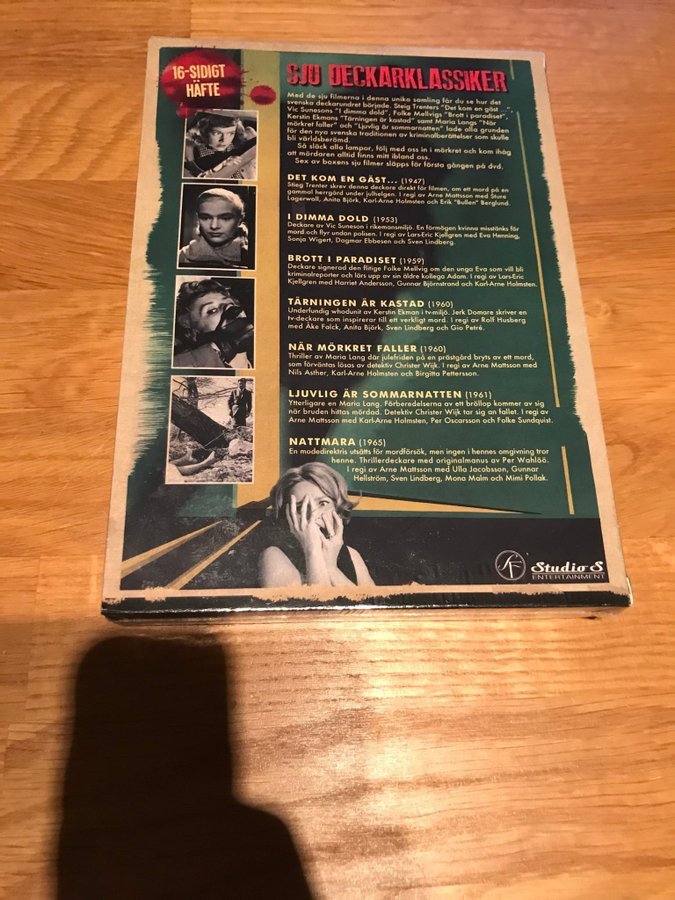 16-SIDIGT
HÄFTE
SJU DECKARKLASSIKER
Med de sju filmerna i denna unika samling får du se hur det
svenska deckarundret började. Steig Trenters "Det kom en gäst...",
Vic Sunesons "I dimma dold", Folke Mellvigs "Brott i paradiset",
Kerstin Ekmans "Tärningen är kastad" samt Maria Langs "När
mörkret faller" och "Ljuvlig är sommarnatten" lade alla grunden
för den nya svenska traditionen av kriminalberättelser som skulle
bli världsberömd.
Så släck alla lampor, följ med oss in i mörkret och kom ihåg
att mördaren alltid finns mitt ibland oss.
Sex av boxens sju filmer släpps för första gången på dvd.
DET KOM EN GÄST... (1947)
Stieg Trenter skrev denna deckare direkt för filmen, om ett mord på en
gammel herrgård under julhelgen. I regi av Arne Mattsson med Sture
Lagerwall, Anita Björk, Karl-Arne Holmsten och Erik "Bullen" Berglund.
I DIMMA DOLD (1953)
Deckare av Vic Suneson i rikemansmiljö. En förmögen kvinna misstänks för
mord och flyr undan polisen. I regi av Lars-Eric Kjellgren med Eva Henning,
Sonja Wigert, Dagmar Ebbesen och Sven Lindberg.
BROTT I PARADISET (1959)
Deckare signerad den flitige Folke Mellvig om den unga Eva som vill bli
kriminalreporter och lärs upp av sin äldre kollega Adam. I regi av Lars-Eric
Kjellgren med Harriet Andersson, Gunnar Björnstrand och Karl-Arne Holmsten.
TÄRNINGEN ÄR KASTAD (1960)
Underfundig whodunit av Kerstin Ekman i tv-miljö. Jerk Domare skriver en
tv-deckare som inspirerar till ett verkligt mord. I regi av Rolf Husberg
med Åke Falck, Anita Björk, Sven Lindberg och Gio Petré.
NÄR MÖRKRET FALLER (1960)
Thriller av Maria Lang där julefriden på en prästgård bryts av ett mord,
som förväntas lösas av detektiv Christer Wijk. I regi av Arne Mattsson med
Nils Asther, Karl-Arne Holmsten och Birgitta Pettersson.
LJUVLIG ÄR SOMMARNATTEN (1961)
Ytterligare en Maria Lang. Förberedelserna av ett bröllop kommer av sig
när bruden hittas mördad. Detektiv Christer Wijk tar sig an fallet. I regi av
Arne Mattsson med Karl-Arne Holmsten, Per Oscarsson och Folke Sundquist.
NATTMARA (1965)
En modedirektris utsätts för mordförsök, men ingen i hennes omgivning tror
henne. Thrillerdeckare med originalmanus av Per Wahlöö.
I regi av Arne Mattsson med Ulla Jacobsson, Gunnar
Hellström, Sven Lindberg, Mona Malm och Mimi Pollak.
SF
Studio S
ENTERTAINMENT